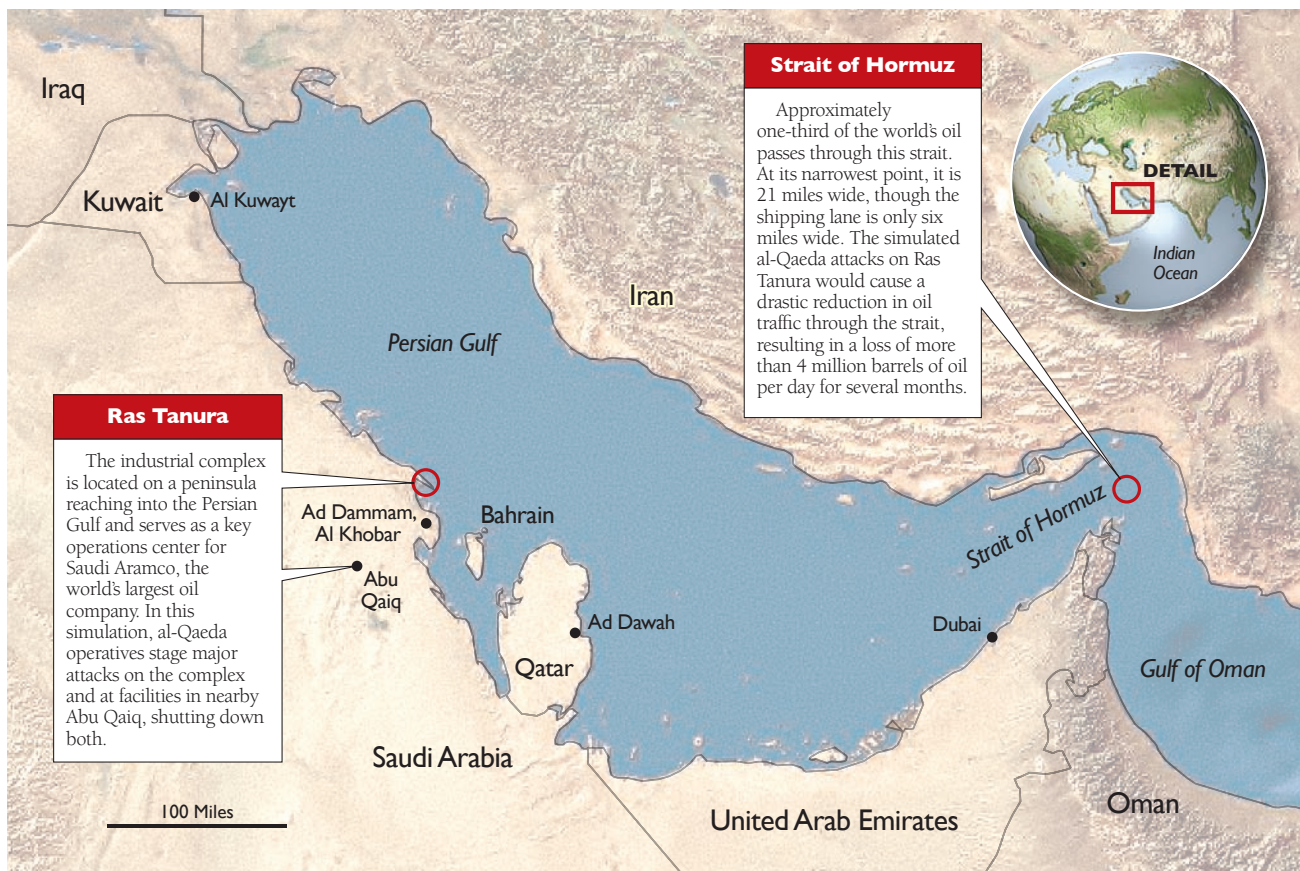 Iraq
Kuwait
Al Kuwayt
Persian Gulf
Iran
Strait of Hormuz
Approximately
one-third of the world's oil
passes through this strait.
At its narrowest point, it is
21 miles wide, though the
shipping lane is only six
miles wide. The simulated
al-Qaeda attacks on Ras
Tanura would cause a
drastic reduction in oil
traffic through the strait,
resulting in a loss of more
than 4 million barrels of oil
per day for several months.
DETAIL
Indian
Ocean
Ras Tanura
The industrial complex
is located on a peninsula
reaching into the Persian
Gulf and serves as a key
operations center for
Saudi Aramco, the
world's largest oil
company. In this
simulation, al-Qaeda
operatives stage major
attacks on the complex
and at facilities in nearby
Abu Qaiq, shutting down
both.
Ad Dammam,
Al Khobar
Bahrain
Abu
Qaiq
Ad Dawah
Qatar
Strait of Hormuz
Dubai
Gulf of Oman
Saudi Arabia
United Arab Emirates
Oman
100 Miles